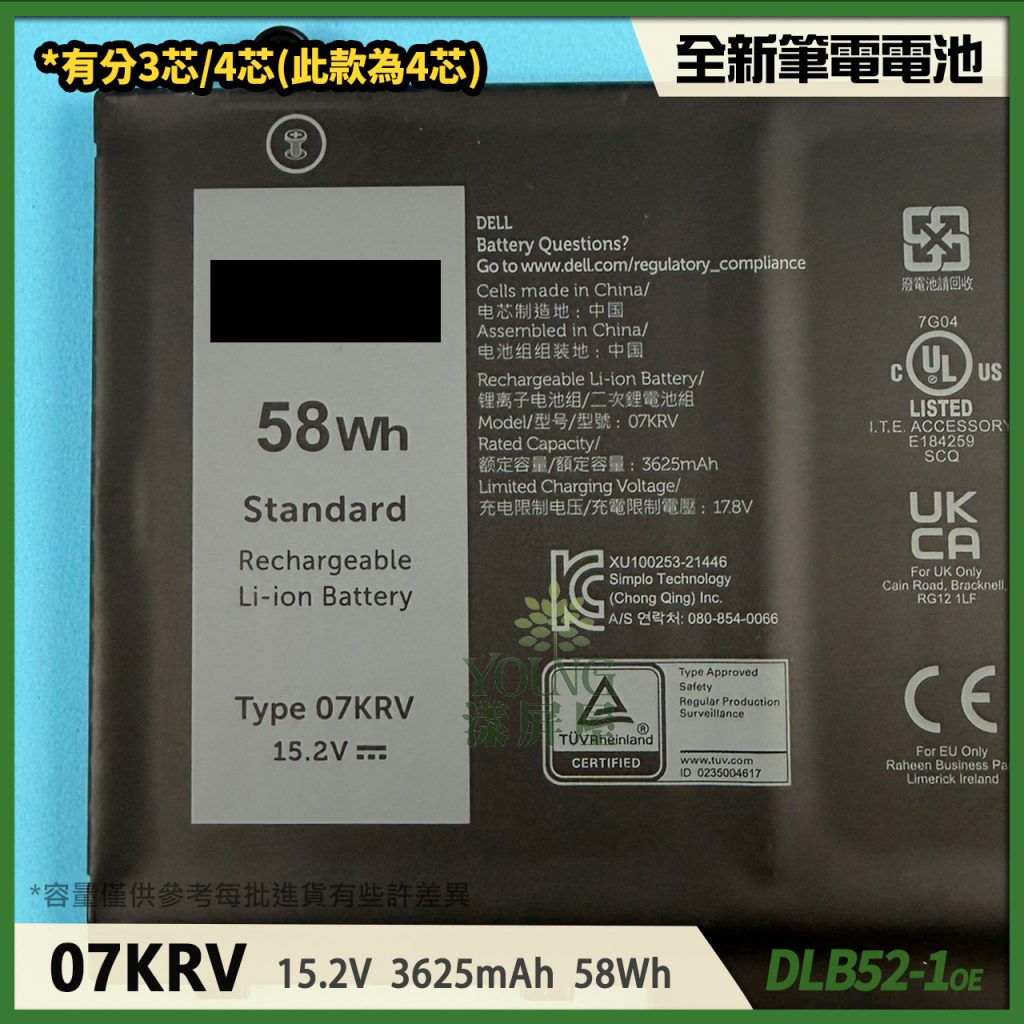 *有分3芯/4芯(此款為4芯)
全新筆電電池
DELL
Battery Questions?
Go to www.dell.com/regulatory_compliance
Cells made in China/
电芯制造地：中国
Assembled in China/
电池组组装地：中国
Rechargeable Li-ion Battery/
锂离子电池组/二次鋰電池組
Model/型号/型號：07KRV
Rated Capacity/
额定容量/額定容量：3625mAh
Limited Charging Voltage/
充电限制电压/充電限制電壓：17.8V
58Wh
Standard
Rechargeable
Li-ion Battery
Type 07KRV
15.2V
XU100253-21446
Simplo Technology
(Chong Qing) Inc.
A/S 연락처: 080-854-0066
YOUNG
漾屏屋
TÜVRheinland®
CERTIFIED
Type Approved
Safety
Regular Production
Surveillance
www.tuv.com
ID 0235004617
廢電池請回收
7G04
C UL US
LISTED
I.T.E. ACCESSORY
E184259
SCQ
UK
CA
For UK Only
Cain Road, Bracknell,
RG12 1LF
CE
For EU Only
Raheen Business Pa
Limerick Ireland
*容量僅供參考每批進貨有些許差異
07KRV 15.2V 3625mAh 58Wh
DLB52-1OE